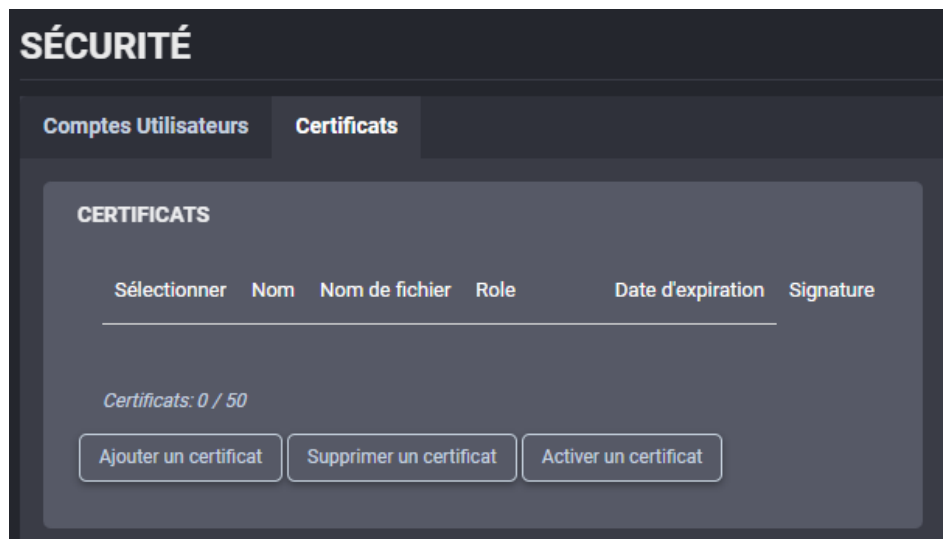 SÉCURITÉ
Comptes Utilisateurs Certificats
CERTIFICATS
Sélectionner Nom Nom de fichier Role Date d'expiration Signature
Certificats: 0 / 50
Ajouter un certificat Supprimer un certificat Activer un certificat